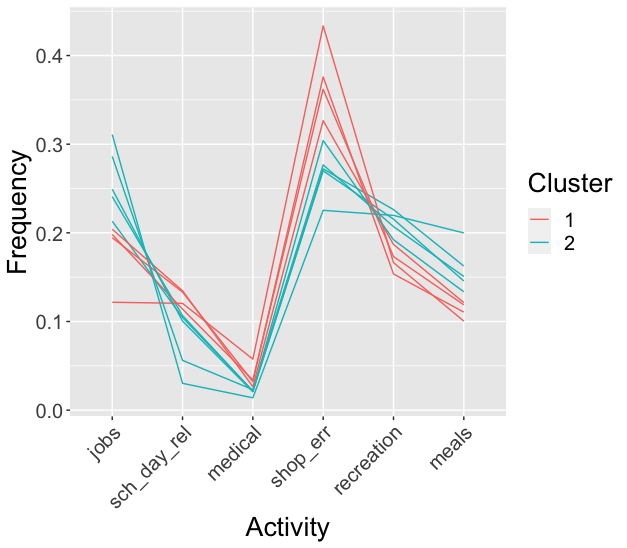 Frequency
0.4
0.3
0.2
0.1
0.0
jobs
sch_day_rel
medical
shop_err
recreation
meals
Activity
Cluster
1
2